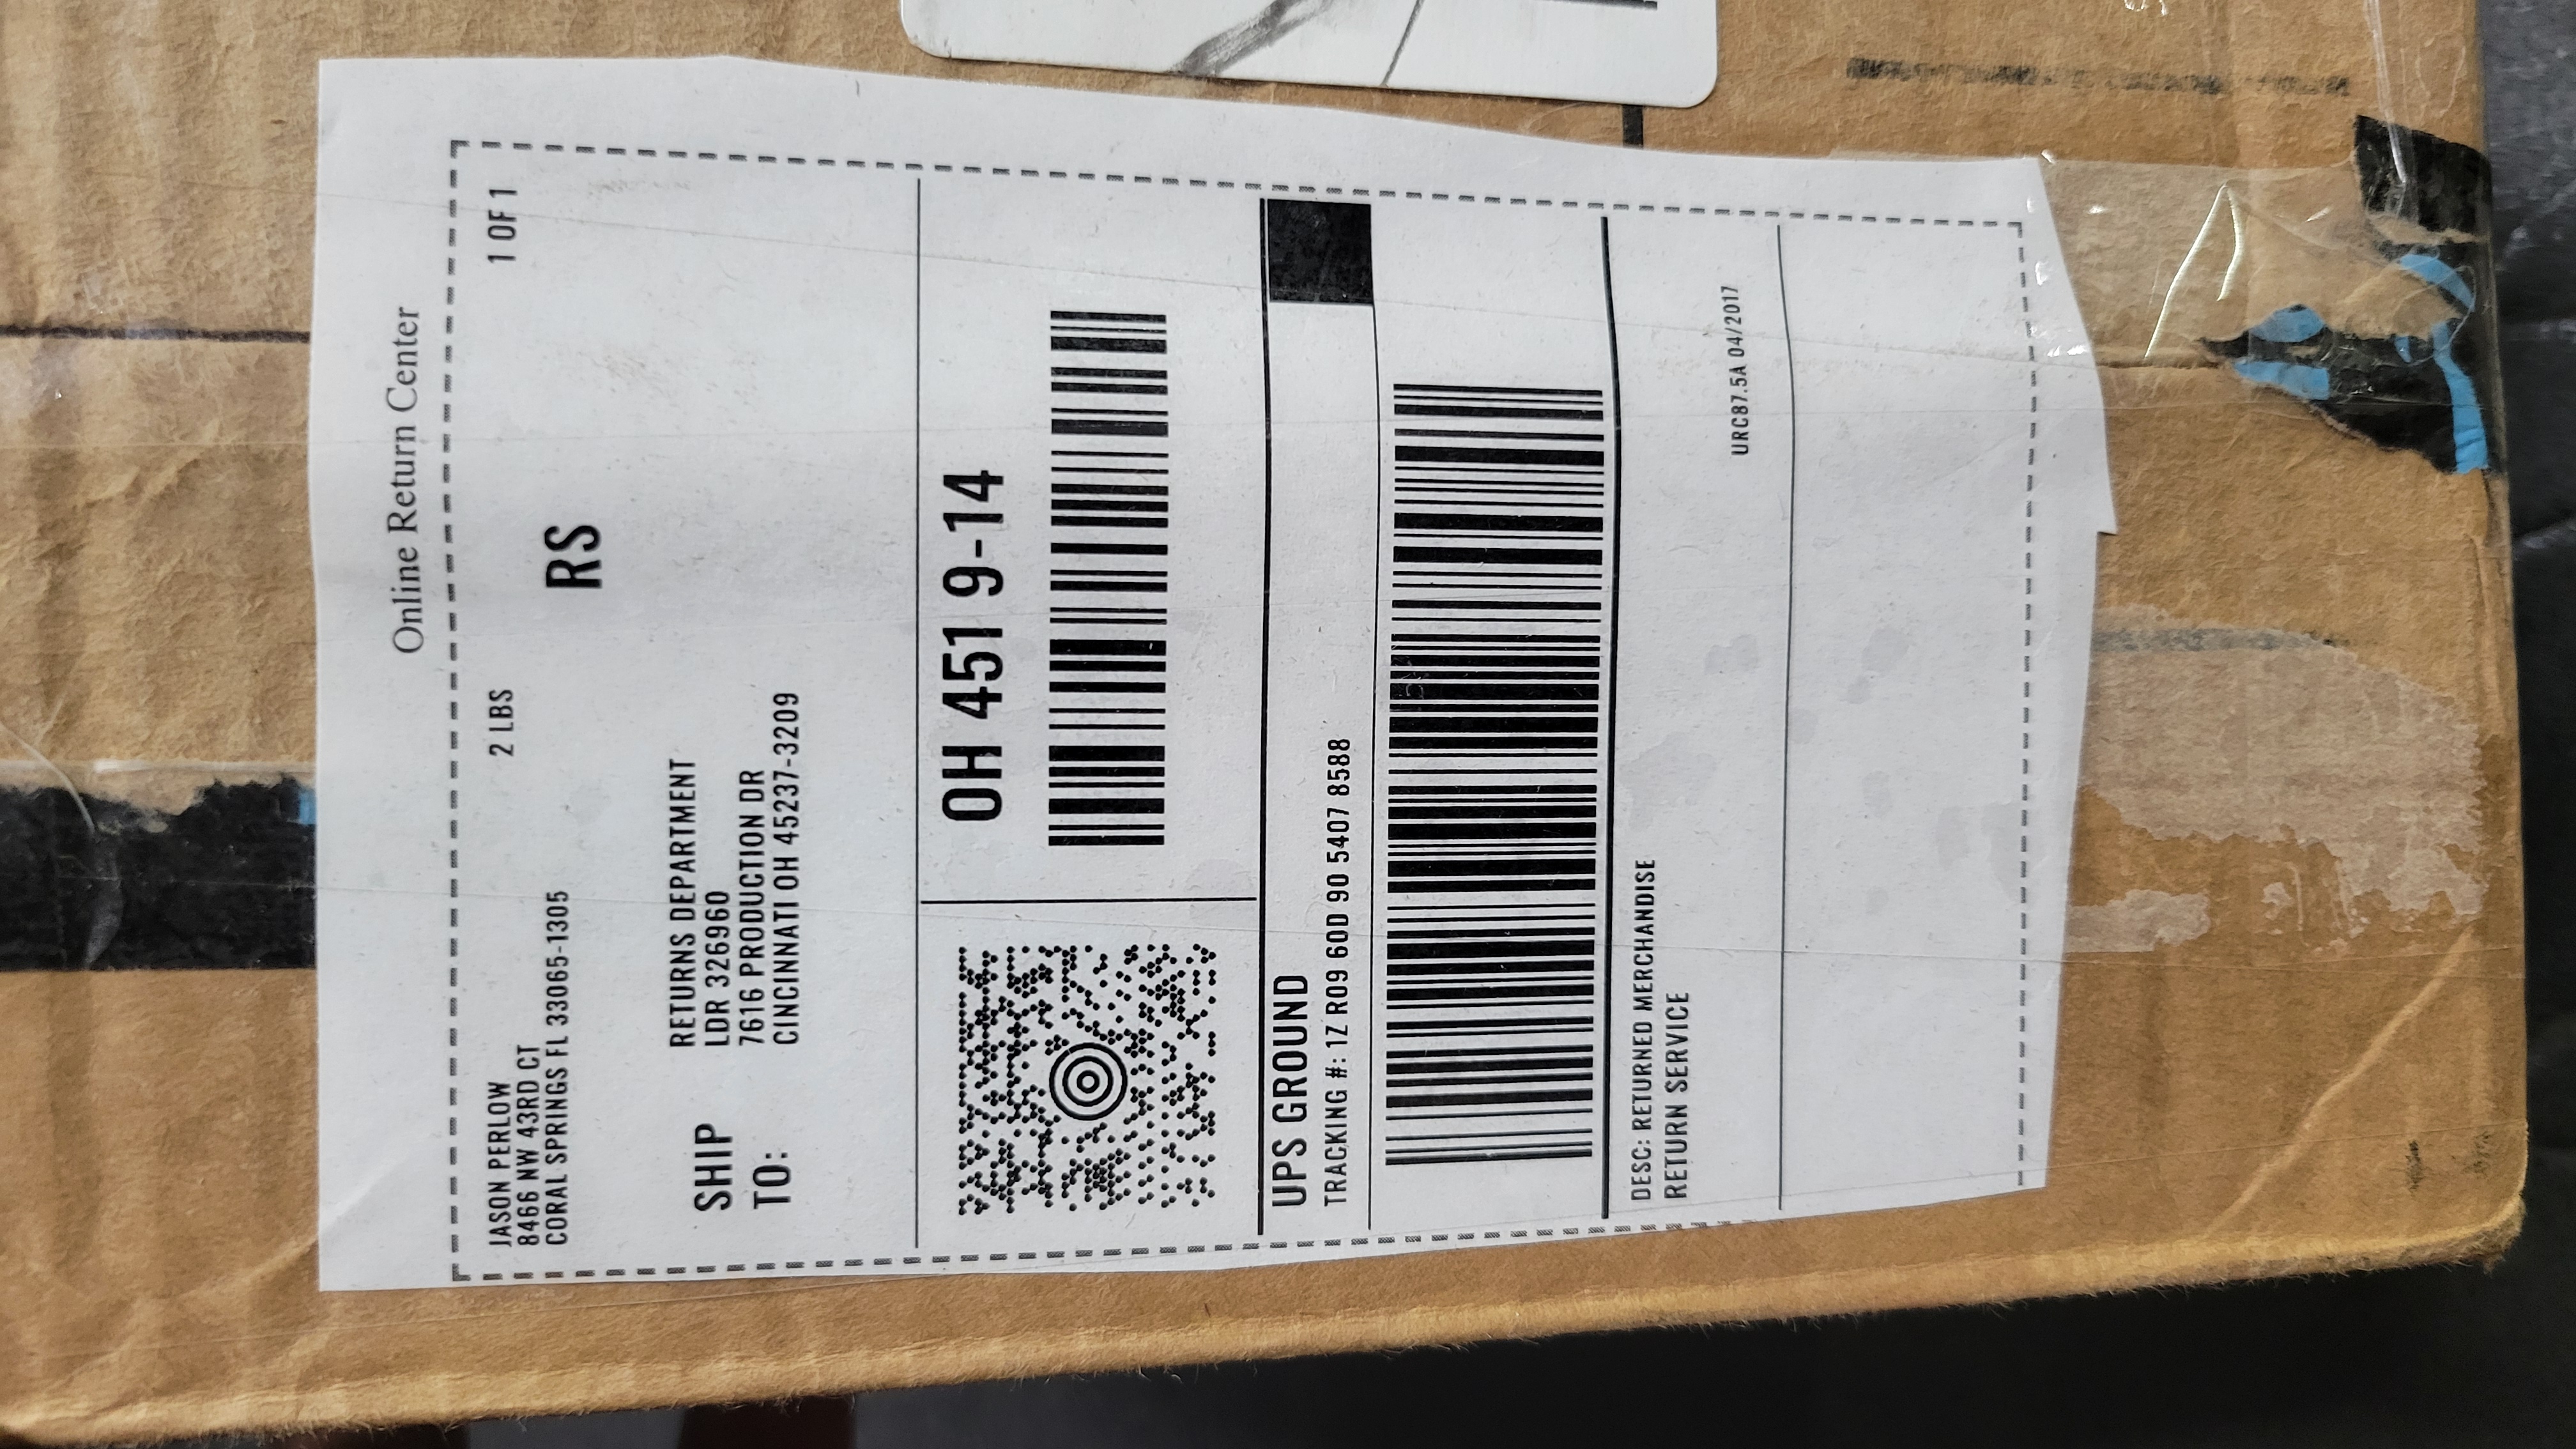 Online Return Center
JASON PERLOW
8466 NW 43RD CT
CORAL SPRINGS FL 33065-1305
2 LBS
1 OF 1
RS
SHIP
TO:
RETURNS DEPARTMENT
LDR 326960
7616 PRODUCTION DR
CINCINNATI OH 45237-3209
OH 451 9-14
UPS GROUND
TRACKING #: 1Z R09 60D 90 5407 8588
DESC: RETURNED MERCHANDISE
RETURN SERVICE
URC87.5A 04/2017